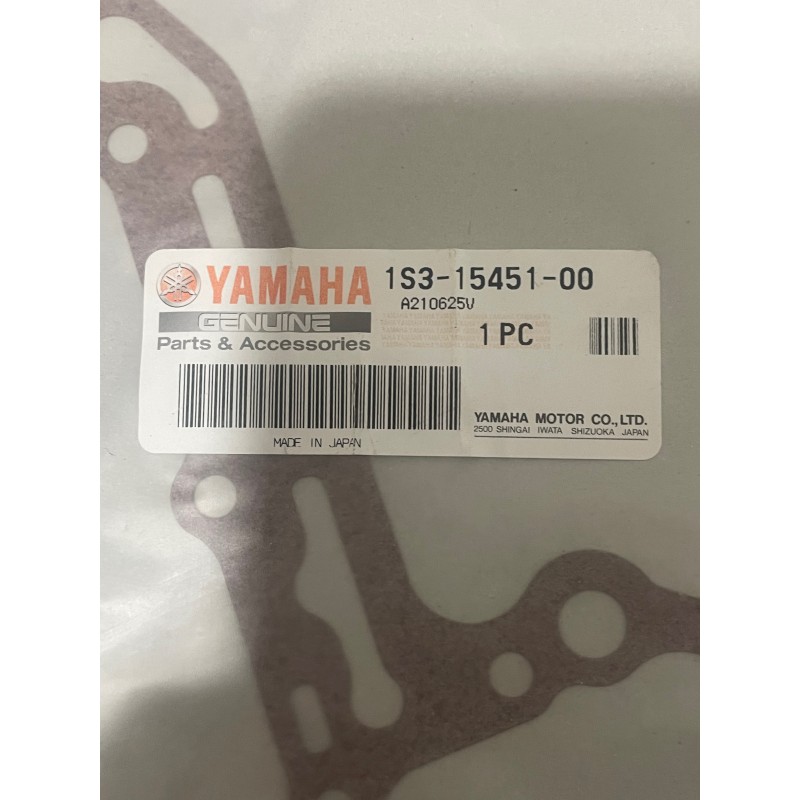 YAMAHA
GENUINE
Parts & Accessories
1S3-15451-00
A210625V
1 PC
YAMAHA MOTOR CO.,LTD.
2500 SHINGAI IWATA SHIZUOKA JAPAN
MADE IN JAPAN